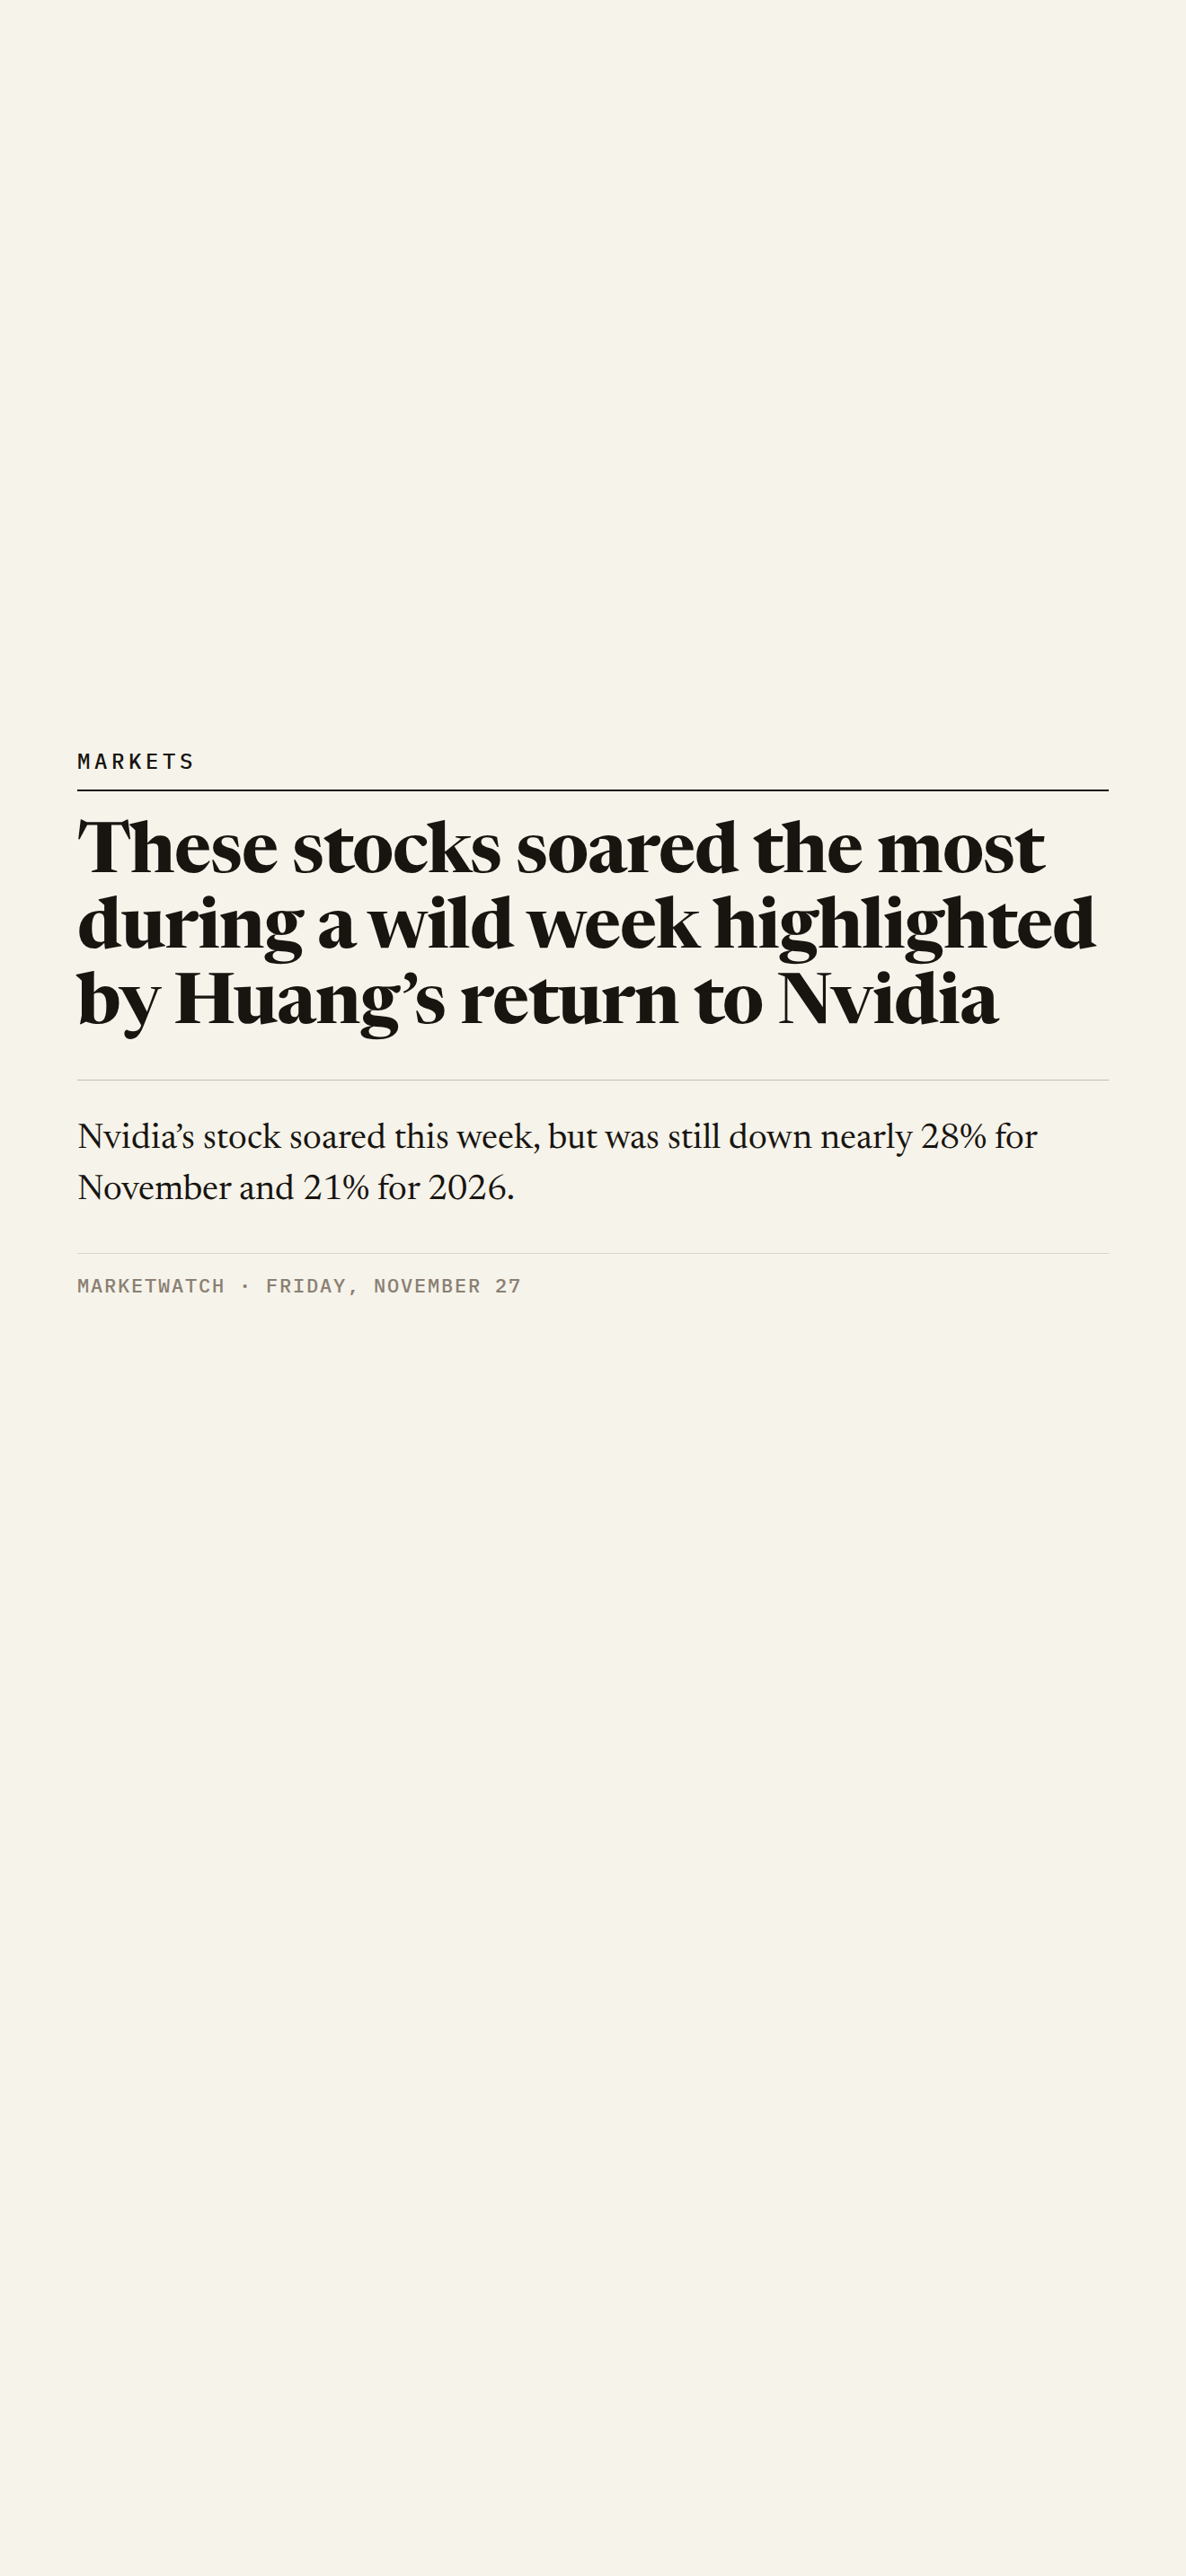 MARKETS
These stocks soared the most
during a wild week highlighted
by Huang’s return to Nvidia
Nvidia’s stock soared this week, but was still down nearly 28% for
November and 21% for 2026.
MARKETWATCH · FRIDAY, NOVEMBER 27